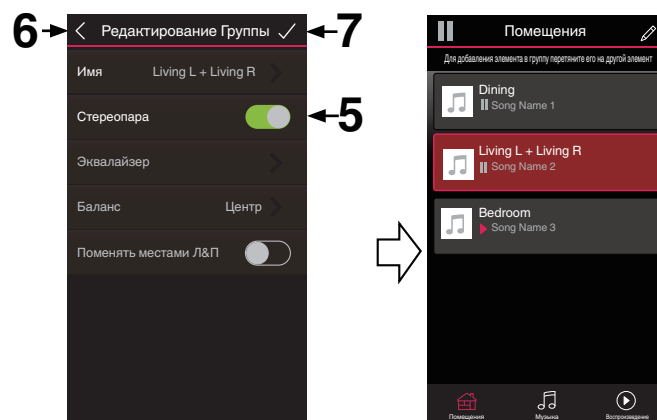 6
Редактирование Группы
7
Имя Living L + Living R
Стереопара
5
Эквалайзер
Баланс Центр
Поменять местами Л&П
Помещения
Для добавления элемента в группу перетяните его на другой элемент
Dining
Song Name 1
Living L + Living R
Song Name 2
Bedroom
Song Name 3
Помещения Музыка Воспроизведение